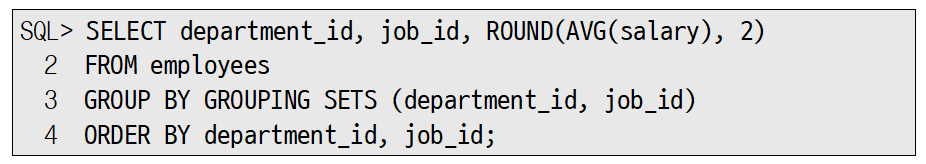 SQL> SELECT department_id, job_id, ROUND(AVG(salary), 2)
2 FROM employees
3 GROUP BY GROUPING SETS (department_id, job_id)
4 ORDER BY department_id, job_id;